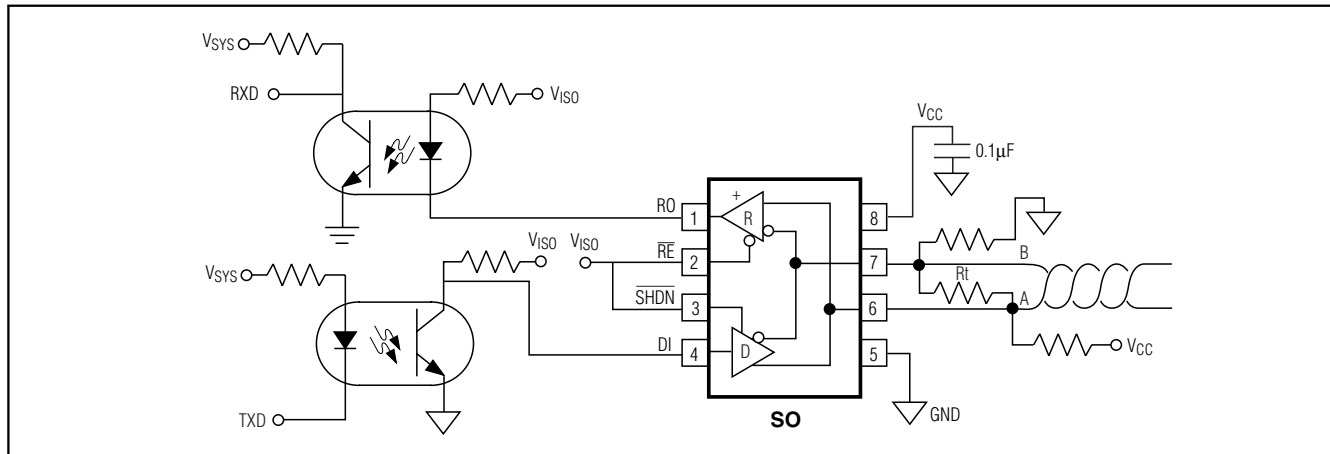 VSYS
RXD
VISO
VCC
0.1µF
RO
1
+
R
8
VSYS
VISO
VISO
RE
2
7
B
Rt
SHDN
3
6
A
DI
4
D
5
VCC
TXD
SO
GND